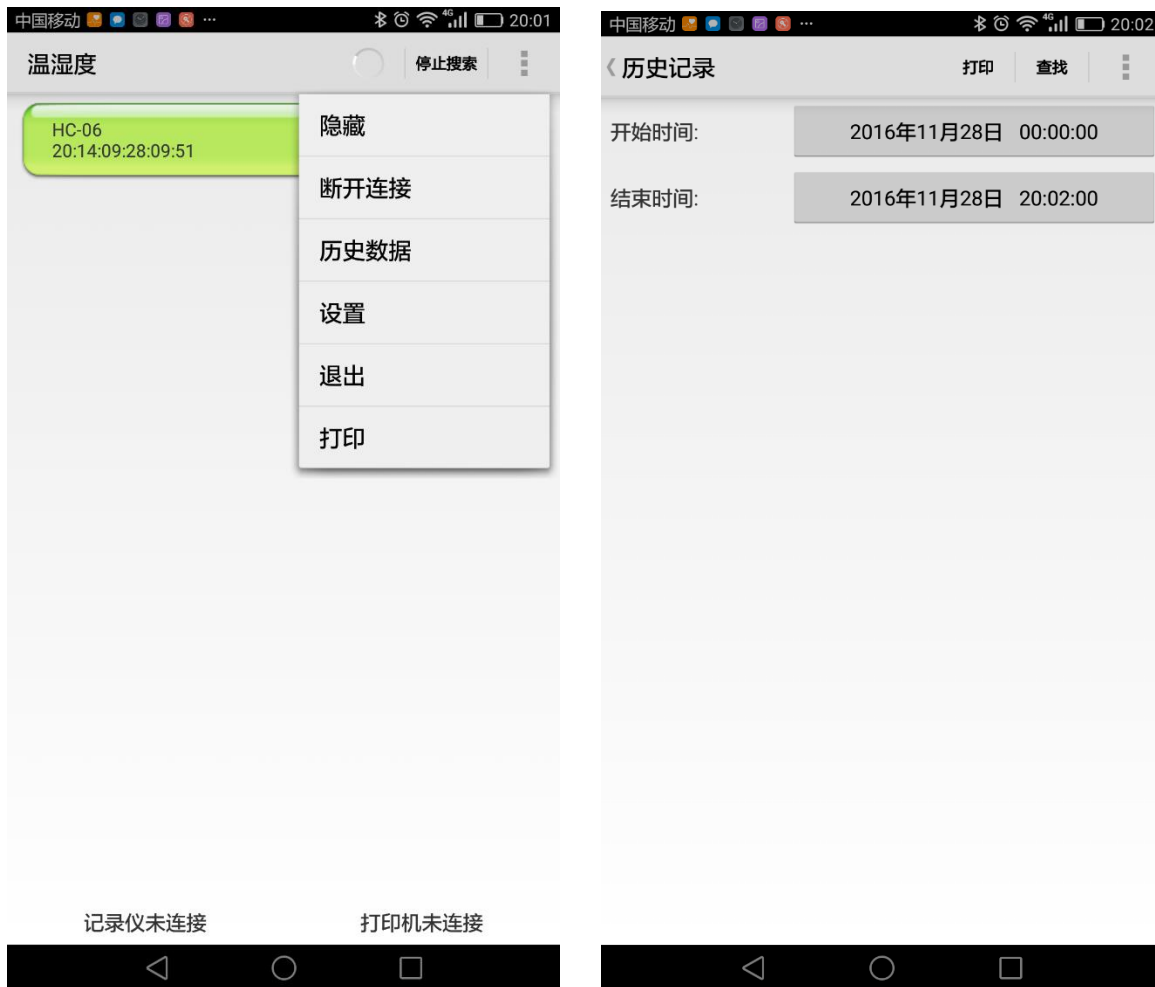 中国移动 ... 4G 20:01
温湿度 停止搜索
HC-06
20:14:09:28:09:51
隐藏
断开连接
历史数据
设置
退出
打印
记录仪未连接 打印机未连接
中国移动 ... 4G 20:02
历史记录 打印 查找
开始时间: 2016年11月28日 00:00:00
结束时间: 2016年11月28日 20:02:00